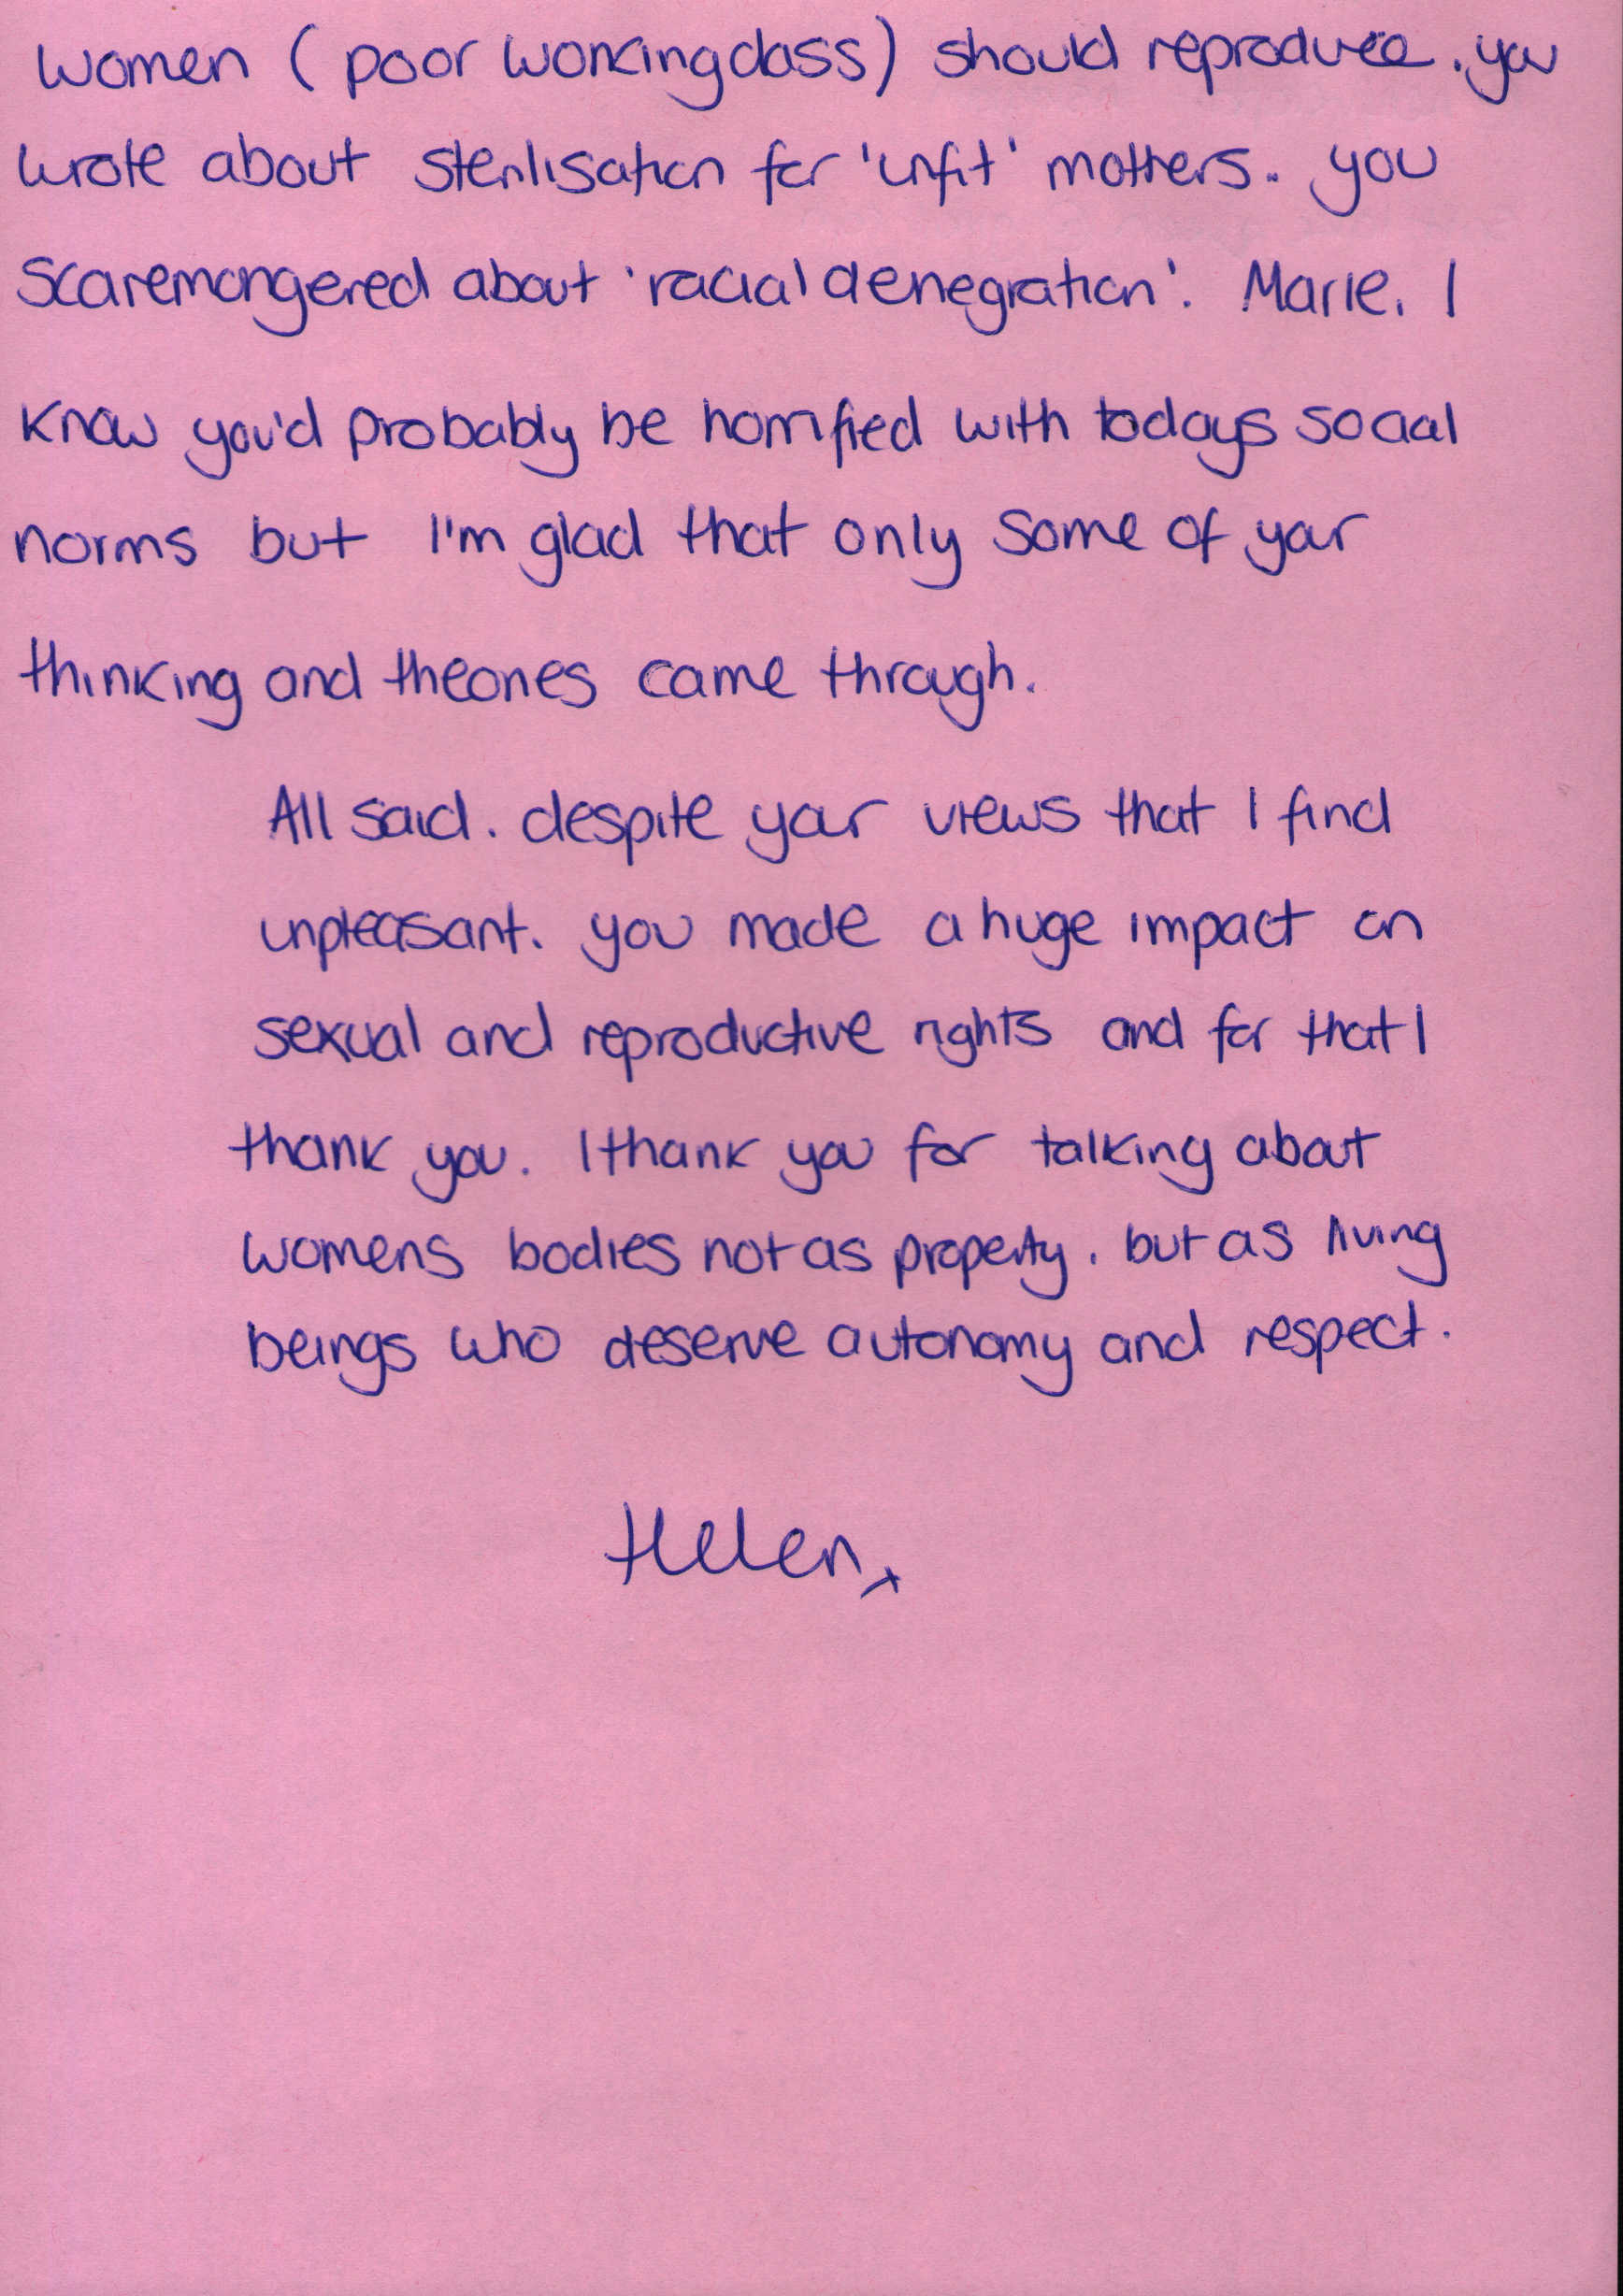 women (poor working class) should reproduce. you
wrote about sterilisation for 'unfit' mothers. you
scaremongered about 'racial denegration'. Marie, I
know you'd probably be horrified with todays social
norms but I'm glad that only some of your
thinking and theories came through.
All said. despite your views that I find
unpleasant. you made a huge impact on
sexual and reproductive rights and for that I
thank you. I thank you for talking about
womens bodies not as property. but as living
beings who deserve autonomy and respect.
Helen x